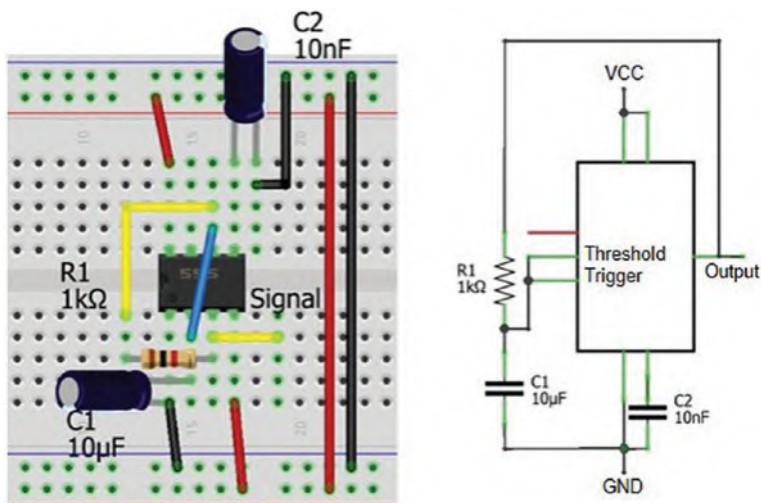 C2
10nF
10
15
20
555
R1
1kΩ
Signal
C1
10µF
15
20
VCC
Threshold
Trigger
Output
R1
1kΩ
C1
10µF
C2
10nF
GND